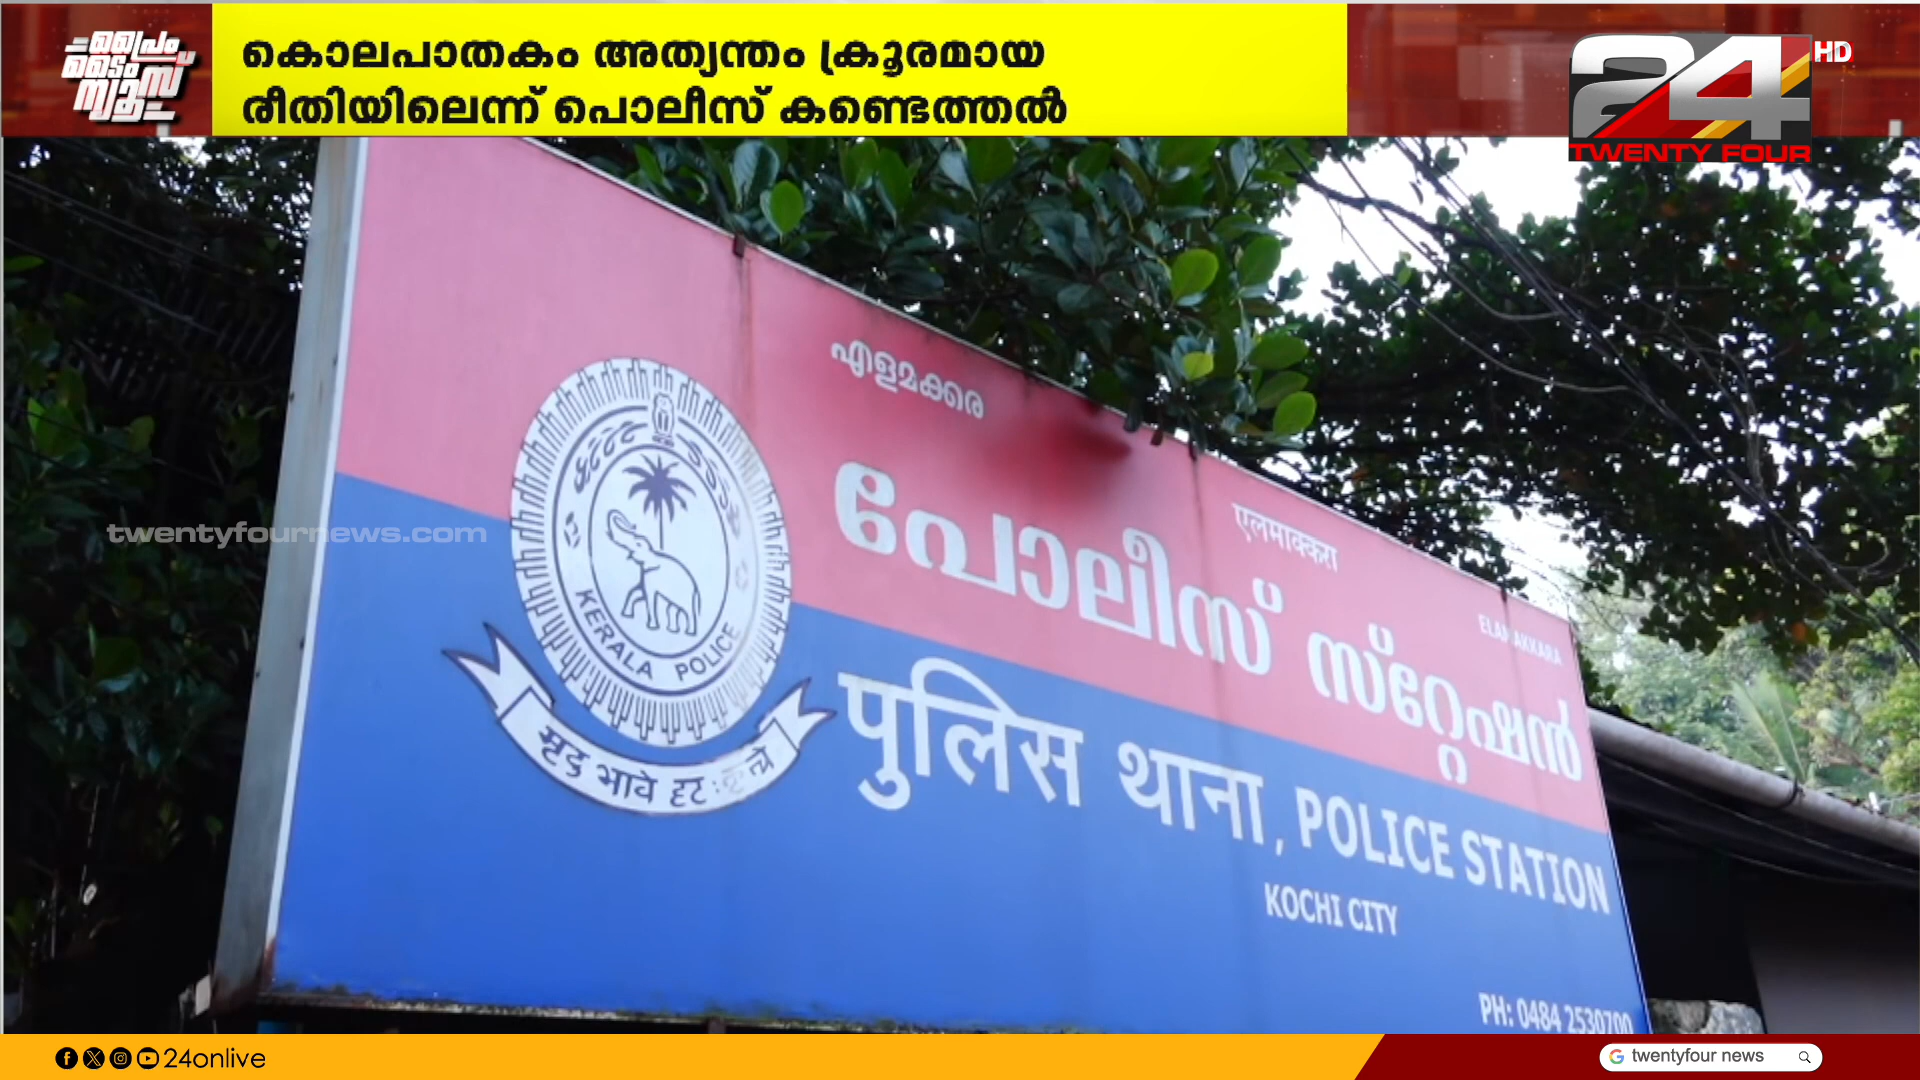 പ്രൈം
ടൈം
ന്യൂസ്
കൊലപാതകം അത്യന്തം ക്രൂരമായ
രീതിയിലെന്ന് പൊലീസ് കണ്ടെത്തൽ
24 HD
TWENTY FOUR
എളമക്കര
एलमाक्करा
ELAMAKKARA
പോലീസ് സ്റ്റേഷൻ
पुलिस थाना, POLICE STATION
KOCHI CITY
PH: 0484 2530700
KERALA POLICE
मृदु भावे दृढ
twentyfournews.com
24onlive
twentyfour news